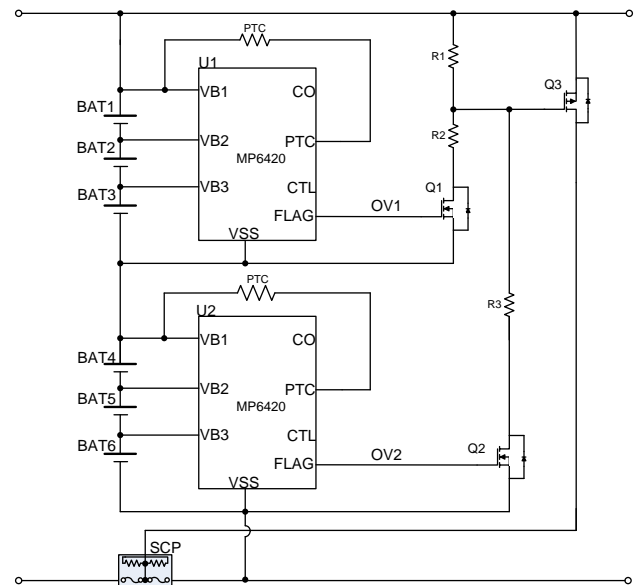 PTC
R1
U1
Q3
VB1
CO
BAT1
R2
BAT2
VB2
PTC
MP6420
Q1
BAT3
VB3
CTL
FLAG
OV1
VSS
PTC
R3
U2
VB1
CO
BAT4
BAT5
VB2
PTC
MP6420
BAT6
VB3
CTL
Q2
FLAG
OV2
VSS
SCP